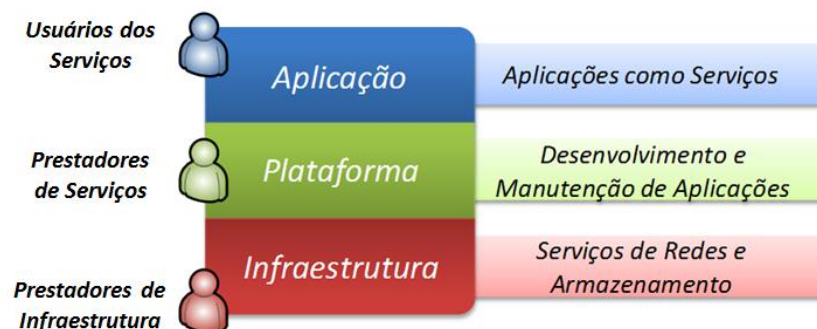 Usuários dos
Serviços
Aplicação
Aplicações como Serviços
Prestadores
de Serviços
Plataforma
Desenvolvimento e
Manutenção de Aplicações
Prestadores de
Infraestrutura
Infraestrutura
Serviços de Redes e
Armazenamento